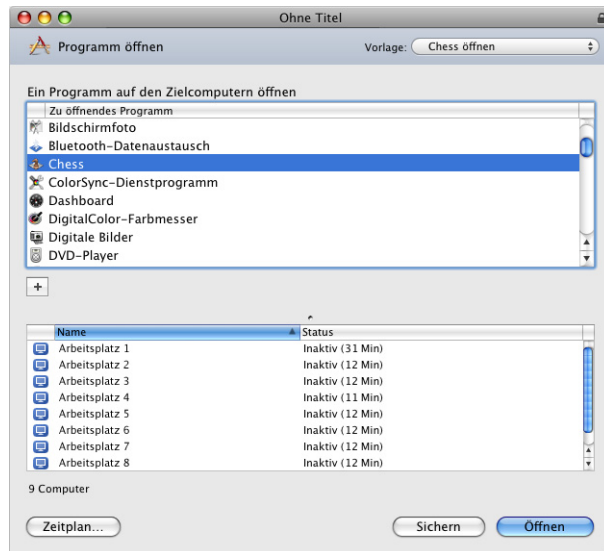 Ohne Titel
Programm öffnen
Vorlage: Chess öffnen
Ein Programm auf den Zielcomputern öffnen
Zu öffnendes Programm
Bildschirmfoto
Bluetooth-Datenaustausch
Chess
ColorSync-Dienstprogramm
Dashboard
DigitalColor-Farbmesser
Digitale Bilder
DVD-Player
+
Name Status
Arbeitsplatz 1 Inaktiv (31 Min)
Arbeitsplatz 2 Inaktiv (12 Min)
Arbeitsplatz 3 Inaktiv (12 Min)
Arbeitsplatz 4 Inaktiv (11 Min)
Arbeitsplatz 5 Inaktiv (12 Min)
Arbeitsplatz 6 Inaktiv (12 Min)
Arbeitsplatz 7 Inaktiv (12 Min)
Arbeitsplatz 8 Inaktiv (12 Min)
9 Computer
Zeitplan... Sichern Öffnen